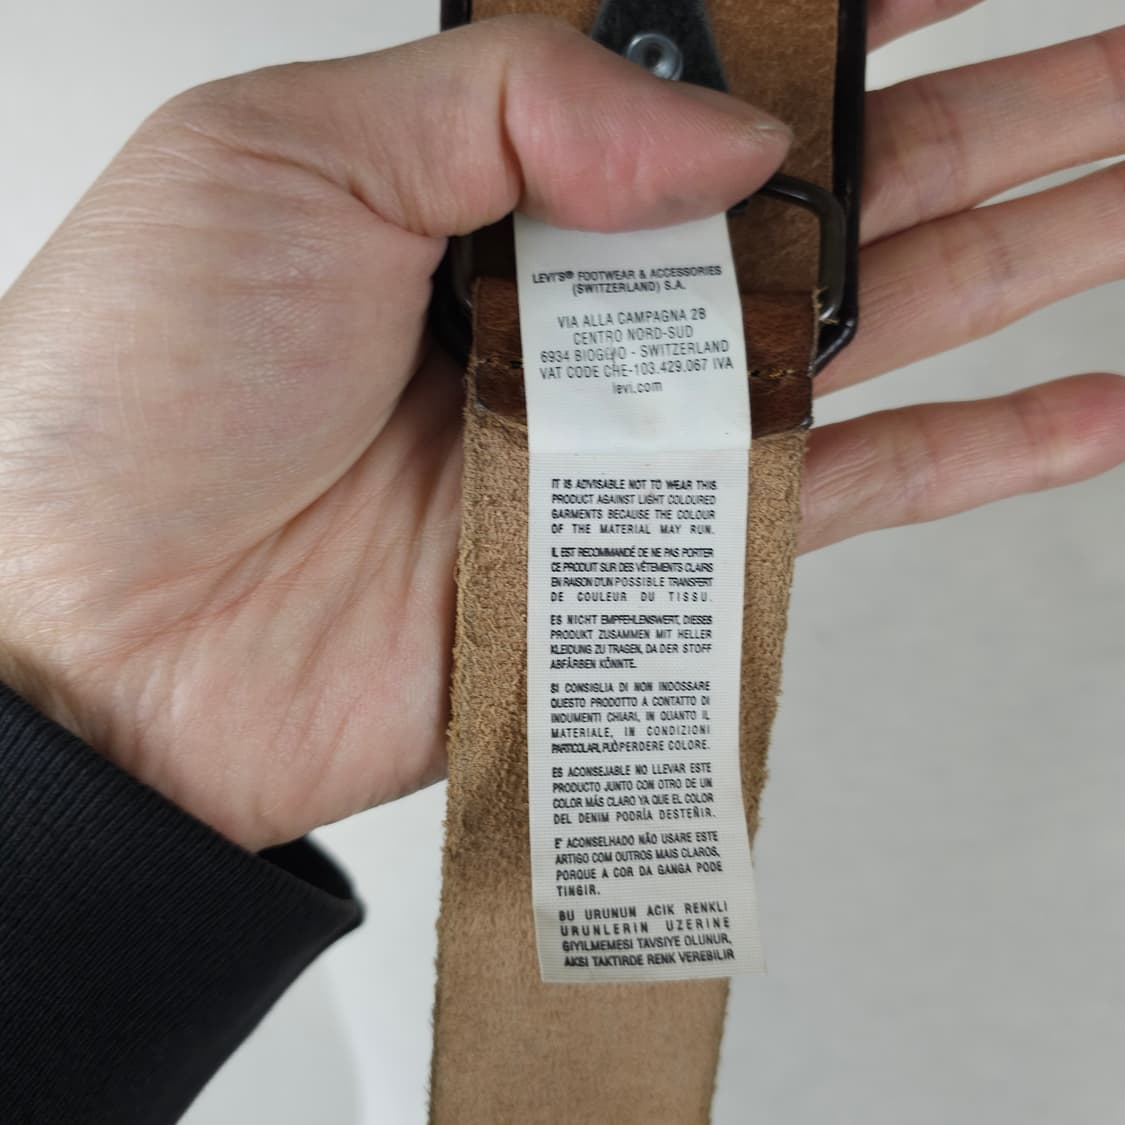 LEVI'S® FOOTWEAR & ACCESSORIES
(SWITZERLAND) S.A.
VIA ALLA CAMPAGNA 2B
CENTRO NORD-SUD
6934 BIOGGIO - SWITZERLAND
VAT CODE CHE-103.429.067 IVA
levi.com
IT IS ADVISABLE NOT TO WEAR THIS
PRODUCT AGAINST LIGHT COLOURED
GARMENTS BECAUSE THE COLOUR
OF THE MATERIAL MAY RUN.
IL EST RECOMMANDÉ DE NE PAS PORTER
CE PRODUIT SUR DES VÊTEMENTS CLAIRS
EN RAISON D'UN POSSIBLE TRANSFERT
DE COULEUR DU TISSU.
ES NICHT EMPFEHLENSWERT, DIESES
PRODUKT ZUSAMMEN MIT HELLER
KLEIDUNG ZU TRAGEN, DA DER STOFF
ABFÄRBEN KÖNNTE.
SI CONSIGLIA DI NON INDOSSARE
QUESTO PRODOTTO A CONTATTO DI
INDUMENTI CHIARI, IN QUANTO IL
MATERIALE, IN CONDIZIONI
PARTICOLARI, PUÒ PERDERE COLORE.
ES ACONSEJABLE NO LLEVAR ESTE
PRODUCTO JUNTO CON OTRO DE UN
COLOR MÁS CLARO YA QUE EL COLOR
DEL DENIM PODRÍA DESTEÑIR.
E' ACONSELHADO NÃO USARE ESTE
ARTIGO COM OUTROS MAIS CLAROS,
PORQUE A COR DA GANGA PODE
TINGIR.
BU URUNUN ACIK RENKLI
URUNLERIN UZERINE
GIYILMEMESI TAVSIYE OLUNUR,
AKSI TAKTIRDE RENK VEREBILIR